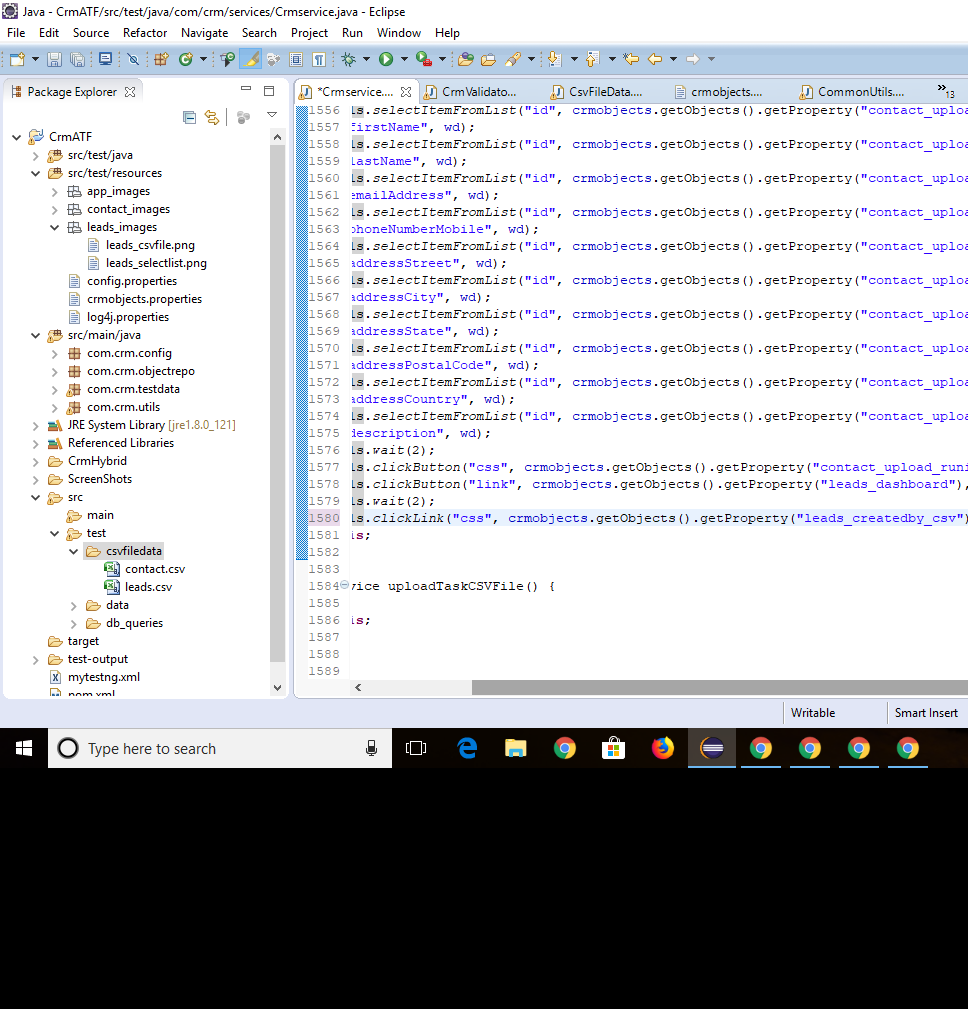 Java - CrmATF/src/test/java/com/crm/services/Crmservice.java - Eclipse
File Edit Source Refactor Navigate Search Project Run Window Help
Package Explorer
*Crmservice.... CrmValidato... CsvFileData.... crmobjects.... CommonUtils.... »13
CrmATF
src/test/java
src/test/resources
app_images
contact_images
leads_images
leads_csvfile.png
leads_selectlist.png
config.properties
crmobjects.properties
log4j.properties
src/main/java
com.crm.config
com.crm.objectrepo
com.crm.testdata
com.crm.utils
JRE System Library [jre1.8.0_121]
Referenced Libraries
CrmHybrid
ScreenShots
src
main
test
csvfiledata
contact.csv
leads.csv
data
db_queries
target
test-output
mytestng.xml
pom.xml
1556 ls.selectItemFromList("id", crmobjects.getObjects().getProperty("contact_uploa
1557 firstName", wd);
1558 ls.selectItemFromList("id", crmobjects.getObjects().getProperty("contact_uploa
1559 lastName", wd);
1560 ls.selectItemFromList("id", crmobjects.getObjects().getProperty("contact_uploa
1561 emailAddress", wd);
1562 ls.selectItemFromList("id", crmobjects.getObjects().getProperty("contact_uploa
1563 phoneNumberMobile", wd);
1564 ls.selectItemFromList("id", crmobjects.getObjects().getProperty("contact_uploa
1565 addressStreet", wd);
1566 ls.selectItemFromList("id", crmobjects.getObjects().getProperty("contact_uploa
1567 addressCity", wd);
1568 ls.selectItemFromList("id", crmobjects.getObjects().getProperty("contact_uploa
1569 addressState", wd);
1570 ls.selectItemFromList("id", crmobjects.getObjects().getProperty("contact_uploa
1571 addressPostalCode", wd);
1572 ls.selectItemFromList("id", crmobjects.getObjects().getProperty("contact_uploa
1573 addressCountry", wd);
1574 ls.selectItemFromList("id", crmobjects.getObjects().getProperty("contact_uploa
1575 description", wd);
1576 ls.wait(2);
1577 ls.clickButton("css", crmobjects.getObjects().getProperty("contact_upload_runi
1578 ls.clickButton("link", crmobjects.getObjects().getProperty("leads_dashboard"),
1579 ls.wait(2);
1580 ls.clickLink("css", crmobjects.getObjects().getProperty("leads_createdby_csv")
1581 is;
1582
1583
1584 vice uploadTaskCSVFile() {
1585
1586 is;
1587
1588
1589
Writable Smart Insert
Type here to search